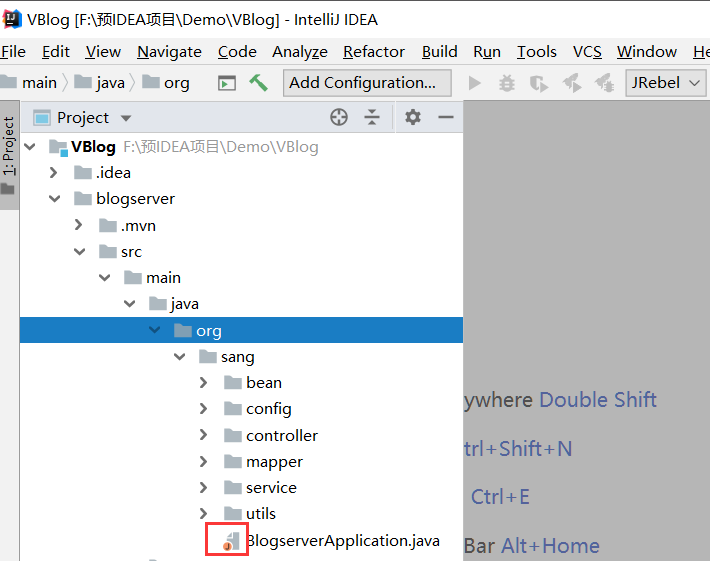 VBlog [F:\预IDEA项目\Demo\VBlog] - IntelliJ IDEA
File Edit View Navigate Code Analyze Refactor Build Run Tools VCS Window He
main java org Add Configuration... JRebel
1: Project
Project
VBlog F:\预IDEA项目\Demo\VBlog
.idea
blogserver
.mvn
src
main
java
org
sang
bean
config
controller
mapper
service
utils
BlogserverApplication.java
ywhere Double Shift
trl+Shift+N
Ctrl+E
Bar Alt+Home